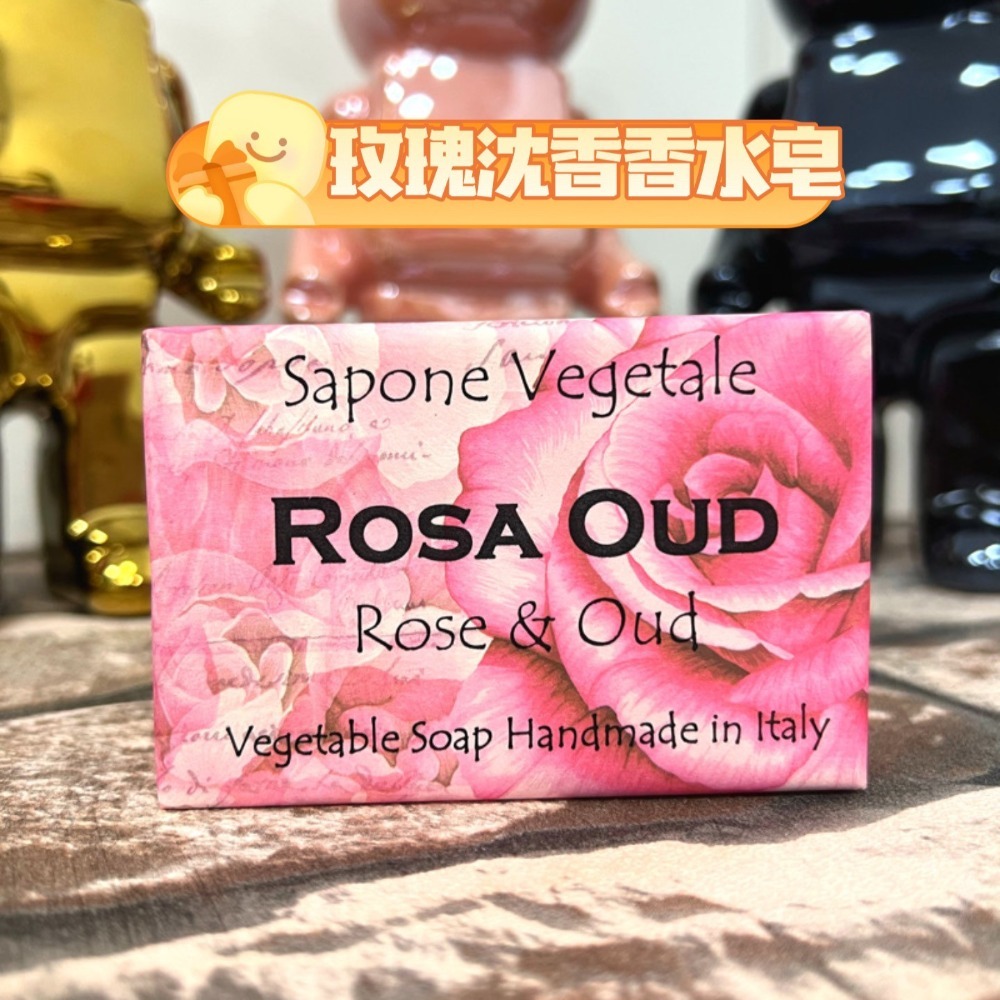 玫瑰沈香香水皂
Sapone Vegetale
ROSA OUD
Rose & Oud
Vegetable Soap Handmade in Italy